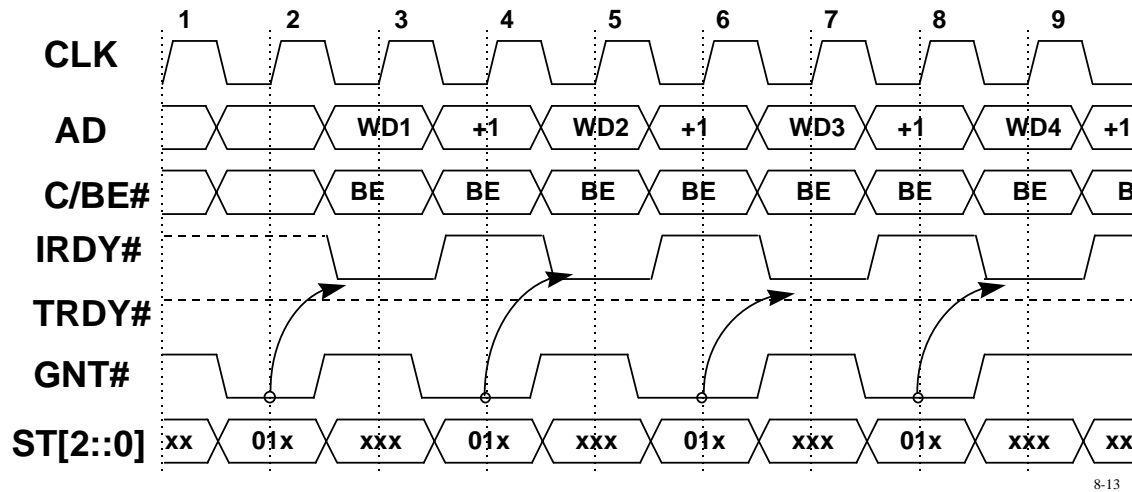 1 2 3 4 5 6 7 8 9
CLK
AD WD1 +1 WD2 +1 WD3 +1 WD4 +1
C/BE# BE BE BE BE BE BE BE B
IRDY#
TRDY#
GNT#
ST[2::0] xx 01x xxx 01x xxx 01x xxx 01x xxx xx
8-13